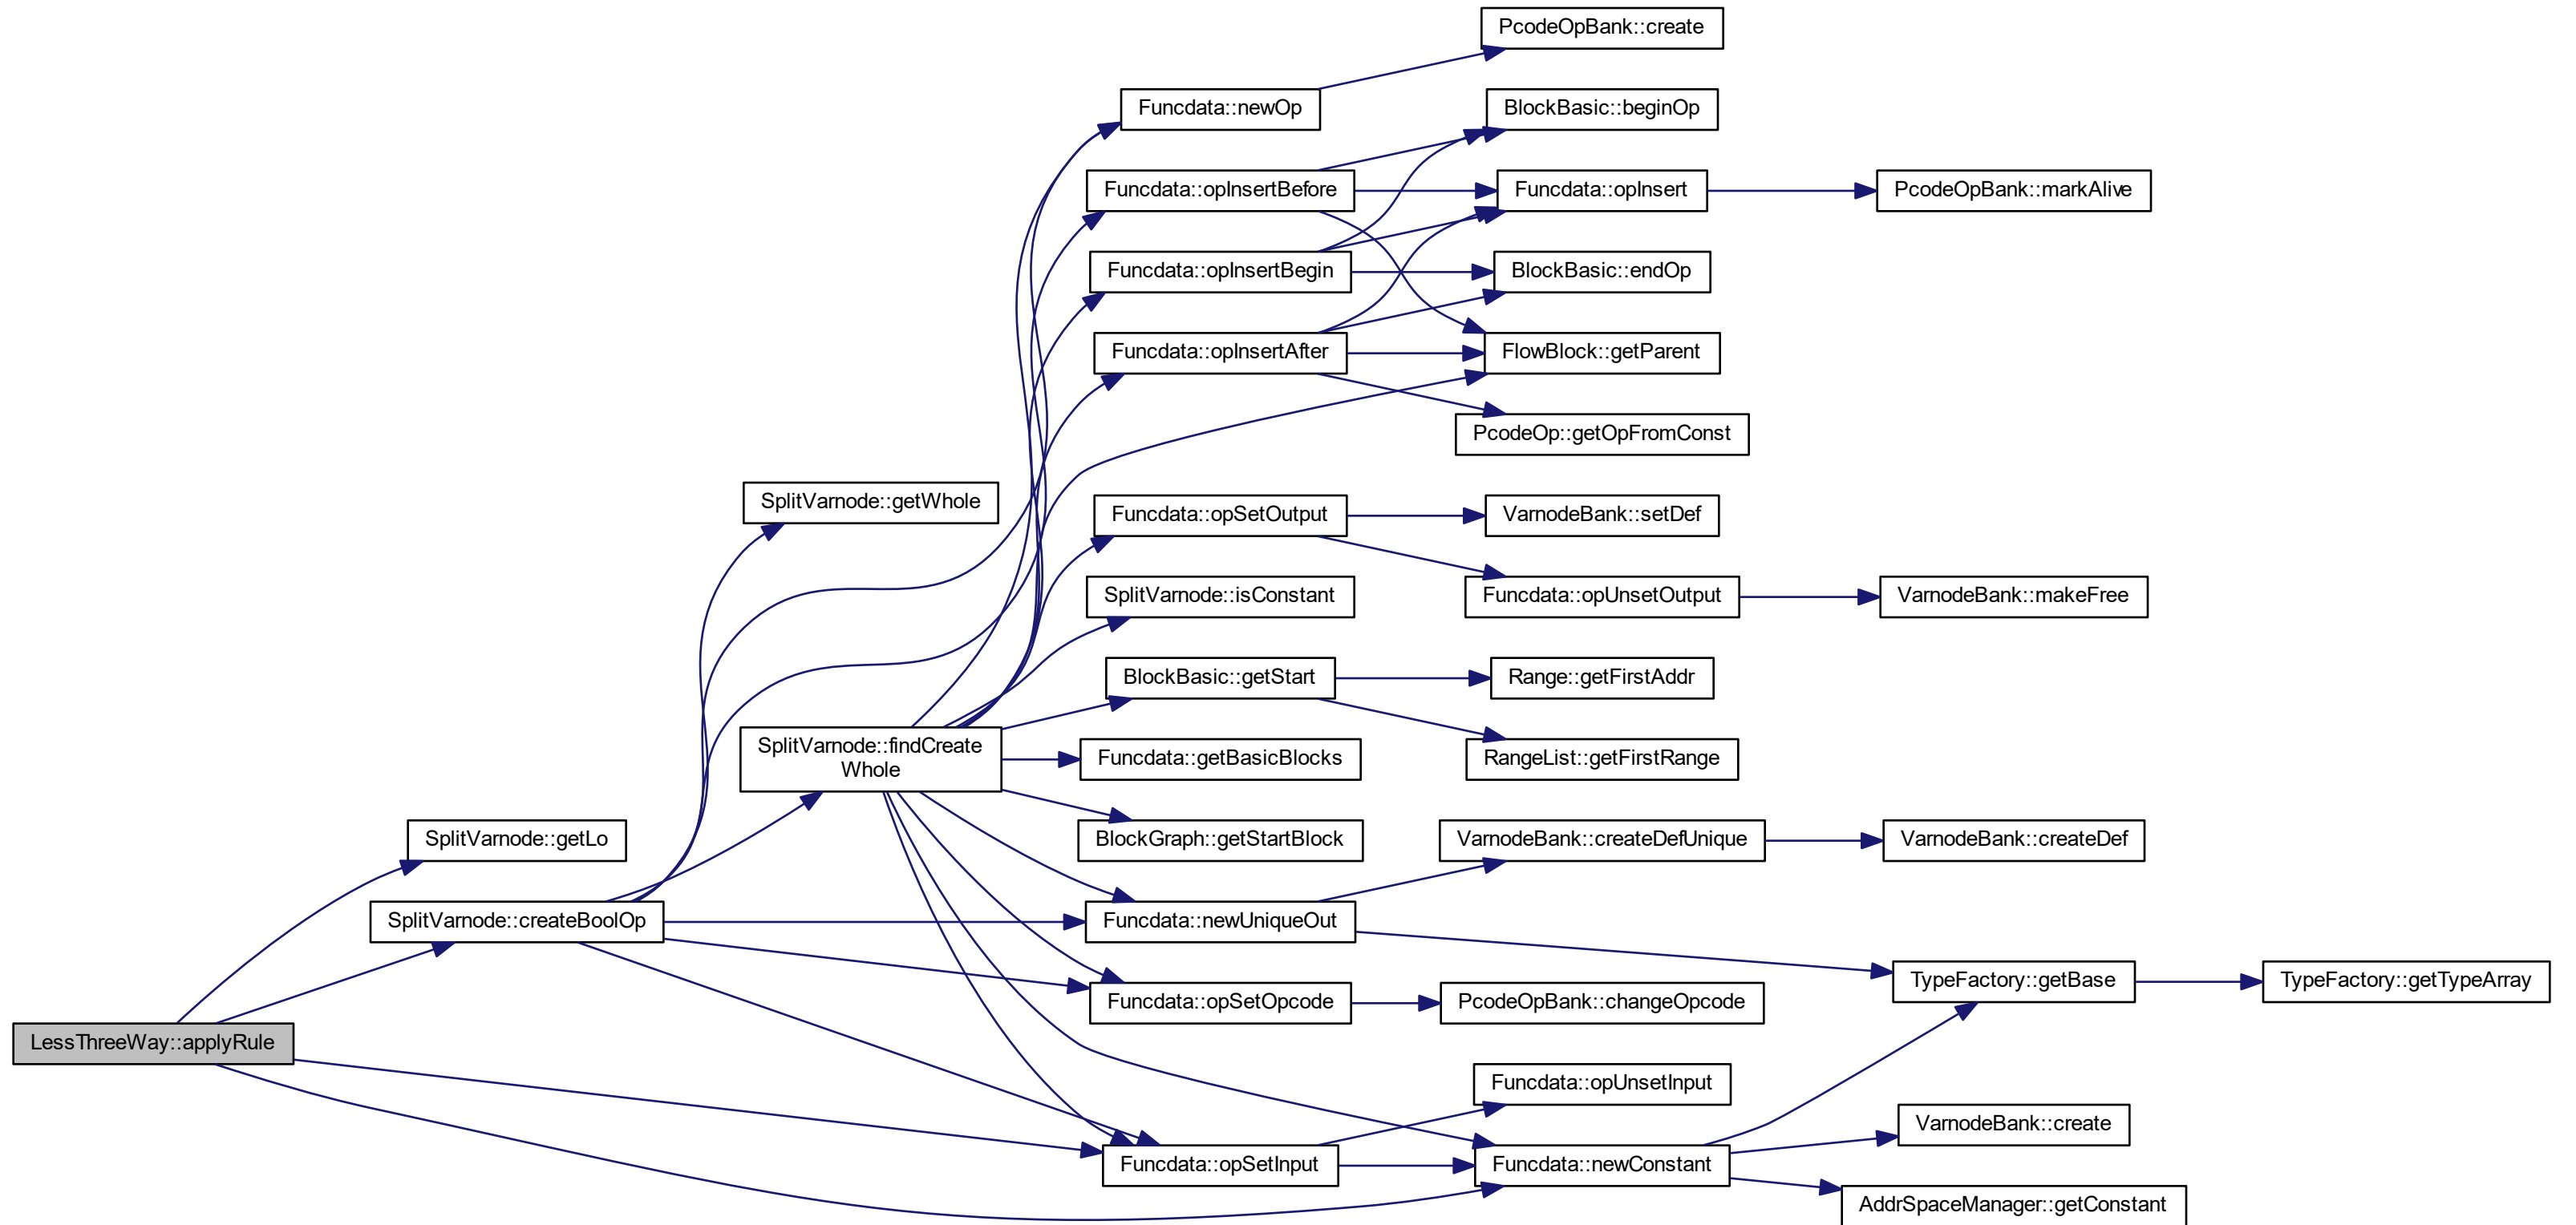 PcodeOpBank::create
Funcdata::newOp
BlockBasic::beginOp
Funcdata::opInsertBefore
Funcdata::opInsert
PcodeOpBank::markAlive
Funcdata::opInsertBegin
BlockBasic::endOp
Funcdata::opInsertAfter
FlowBlock::getParent
PcodeOp::getOpFromConst
SplitVarnode::getWhole
Funcdata::opSetOutput
VarnodeBank::setDef
SplitVarnode::isConstant
Funcdata::opUnsetOutput
VarnodeBank::makeFree
BlockBasic::getStart
Range::getFirstAddr
SplitVarnode::findCreate
Whole
Funcdata::getBasicBlocks
RangeList::getFirstRange
SplitVarnode::getLo
BlockGraph::getStartBlock
VarnodeBank::createDefUnique
VarnodeBank::createDef
SplitVarnode::createBoolOp
Funcdata::newUniqueOut
TypeFactory::getBase
TypeFactory::getTypeArray
Funcdata::opSetOpcode
PcodeOpBank::changeOpcode
LessThreeWay::applyRule
Funcdata::opUnsetInput
VarnodeBank::create
Funcdata::opSetInput
Funcdata::newConstant
AddrSpaceManager::getConstant